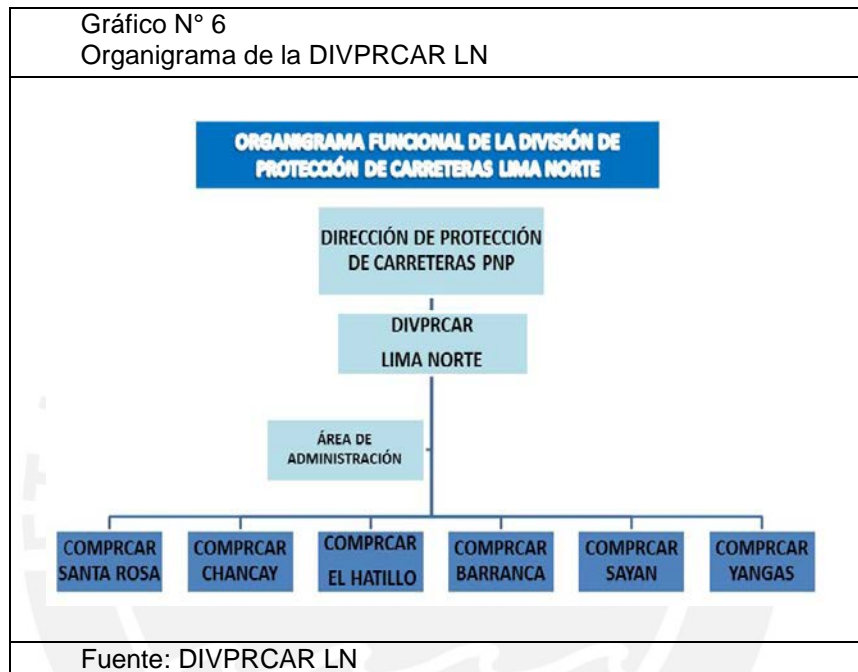 Gráfico N° 6
Organigrama de la DIVPRCAR LN
ORGANIGRAMA FUNCIONAL DE LA DIVISIÓN DE
PROTECCIÓN DE CARRETERAS LIMA NORTE
DIRECCIÓN DE PROTECCIÓN
DE CARRETERAS PNP
DIVPRCAR
LIMA NORTE
ÁREA DE
ADMINISTRACIÓN
COMPRCAR
SANTA ROSA
COMPRCAR
CHANCAY
COMPRCAR
EL HATILLO
COMPRCAR
BARRANCA
COMPRCAR
SAYAN
COMPRCAR
YANGAS
Fuente: DIVPRCAR LN